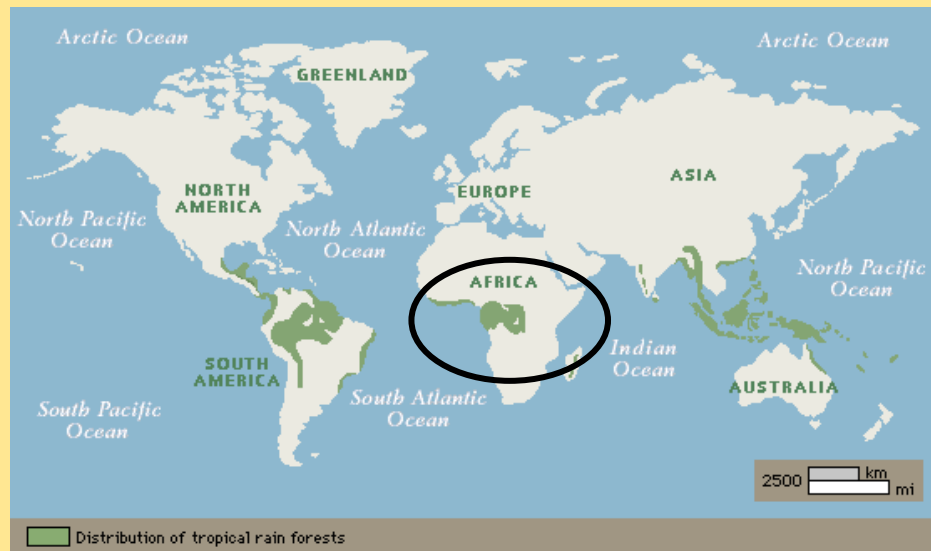 Arctic Ocean
Arctic Ocean
GREENLAND
ASIA
NORTH
AMERICA
EUROPE
North Pacific
Ocean
North Atlantic
Ocean
North Pacific
Ocean
AFRICA
Indian
Ocean
SOUTH
AMERICA
AUSTRALIA
South Atlantic
Ocean
South Pacific
Ocean
2500 km
mi
Distribution of tropical rain forests